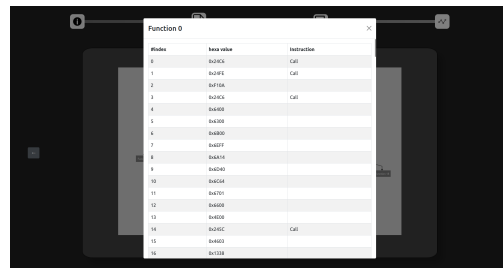 Function 0 ×
#index hexa value Instruction
0 0x24C6 Call
1 0x24FE Call
2 0xF10A
3 0x24C6 Call
4 0x6400
5 0x6300
6 0x6B00
7 0x6EFF
8 0x6A14
9 0x6D40
10 0x6C64
11 0x6701
12 0x6600
13 0x4E00
14 0x245C Call
15 0x4603
16 0x1338